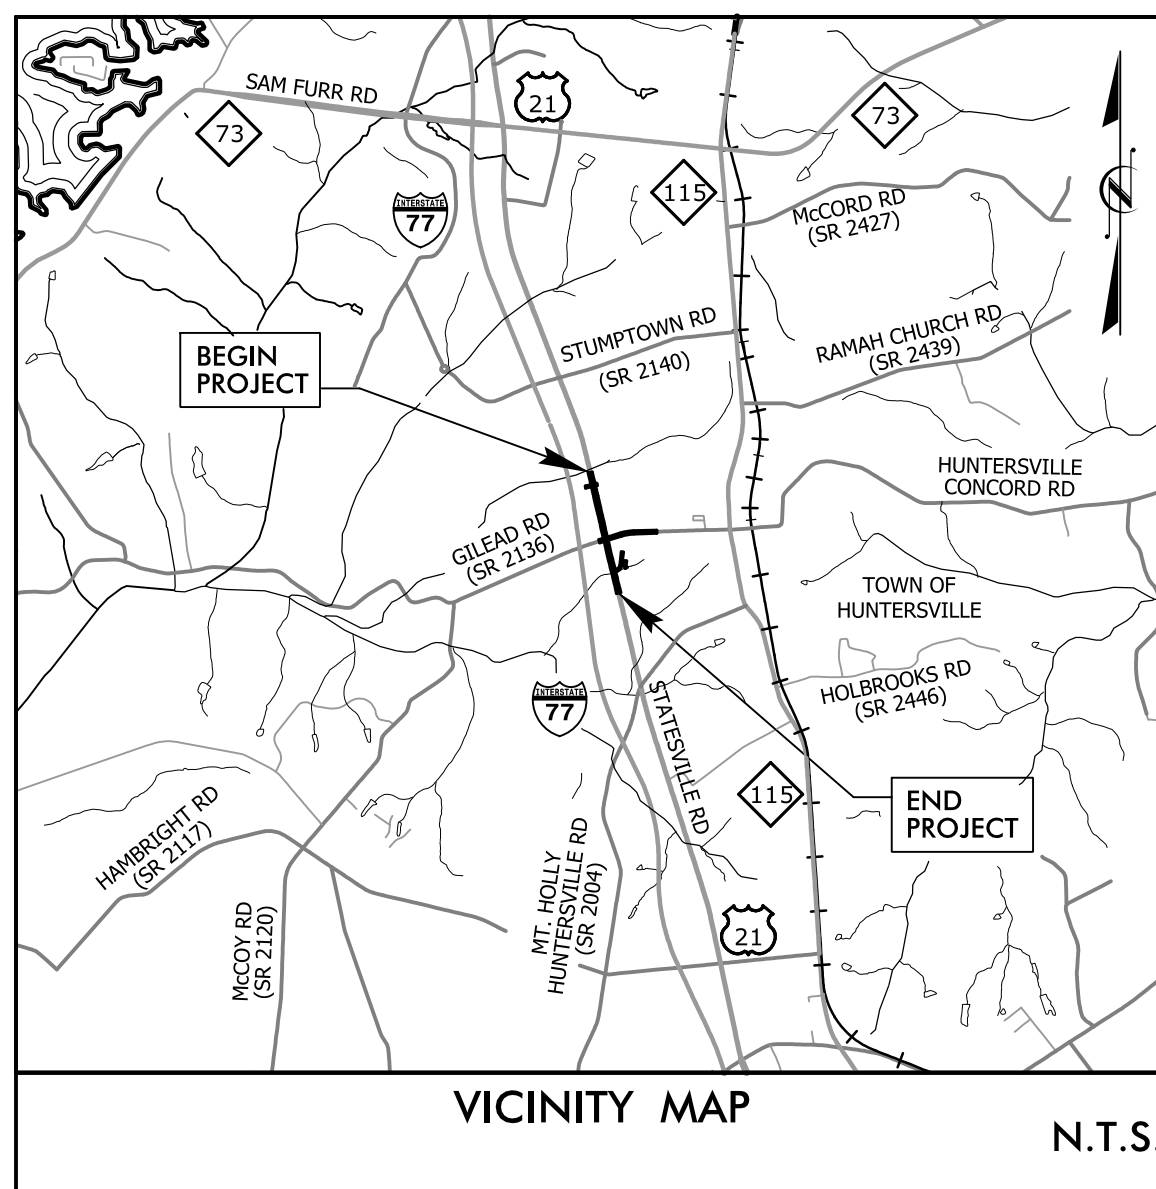 SAM FURR RD
73
21
73
115
McCORD RD
(SR 2427)
INTERSTATE
77
N
STUMPTOWN RD
(SR 2140)
RAMAH CHURCH RD
(SR 2439)
BEGIN
PROJECT
HUNTERSVILLE
CONCORD RD
GILEAD RD
(SR 2136)
TOWN OF
HUNTERSVILLE
HOLBROOKS RD
(SR 2446)
INTERSTATE
77
STATESVILLE RD
115
END
PROJECT
HAMBRIGHT RD
(SR 2117)
McCOY RD
(SR 2120)
MT. HOLLY
HUNTERSVILLE RD
(SR 2004)
21
VICINITY MAP
N.T.S.